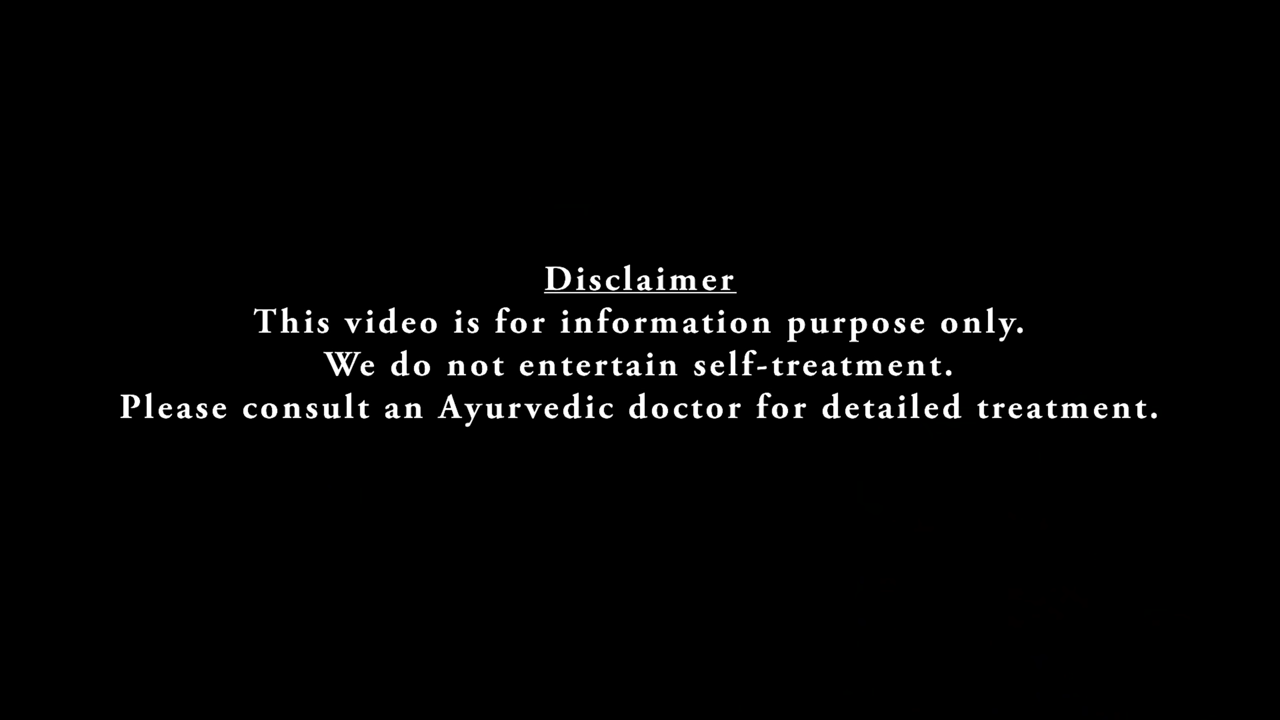 Disclaimer
This video is for information purpose only.
We do not entertain self-treatment.
Please consult an Ayurvedic doctor for detailed treatment.